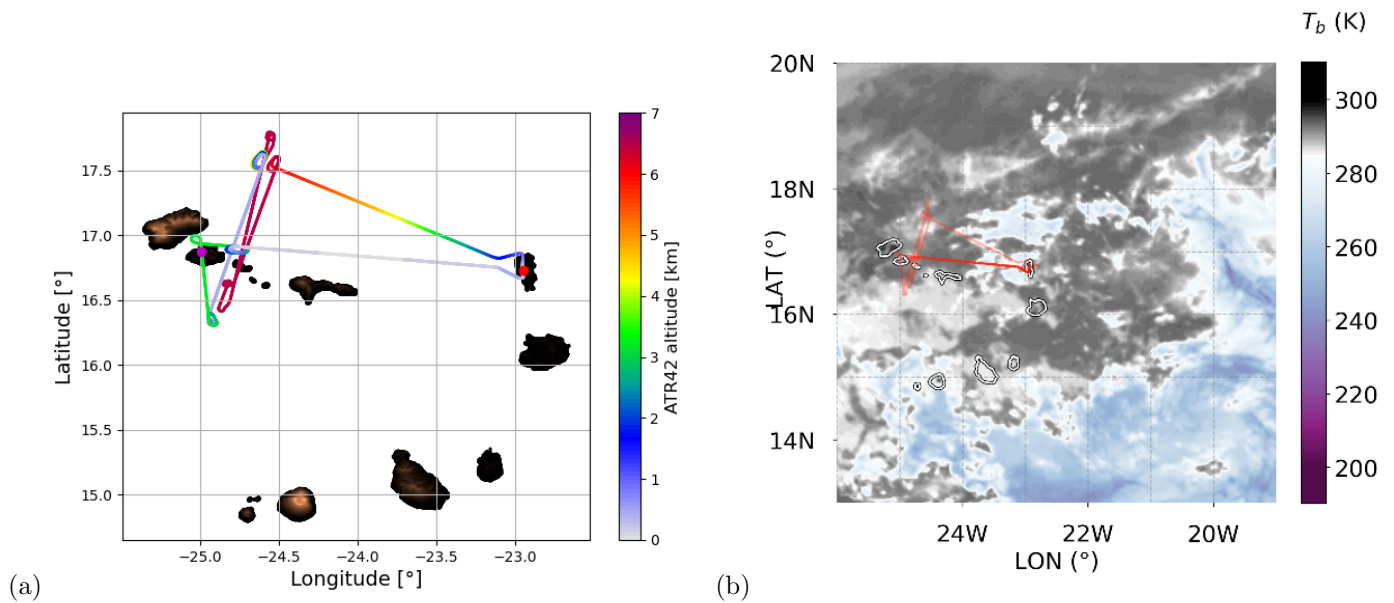 17.5
17.0
16.5
16.0
15.5
15.0
Latitude [°]
−25.0
−24.5
−24.0
−23.5
−23.0
Longitude [°]
7
6
5
4
3
2
1
0
ATR42 altitude [km]
(a)
20N
18N
16N
14N
LAT (°)
24W
22W
20W
LON (°)
T_b (K)
300
280
260
240
220
200
(b)